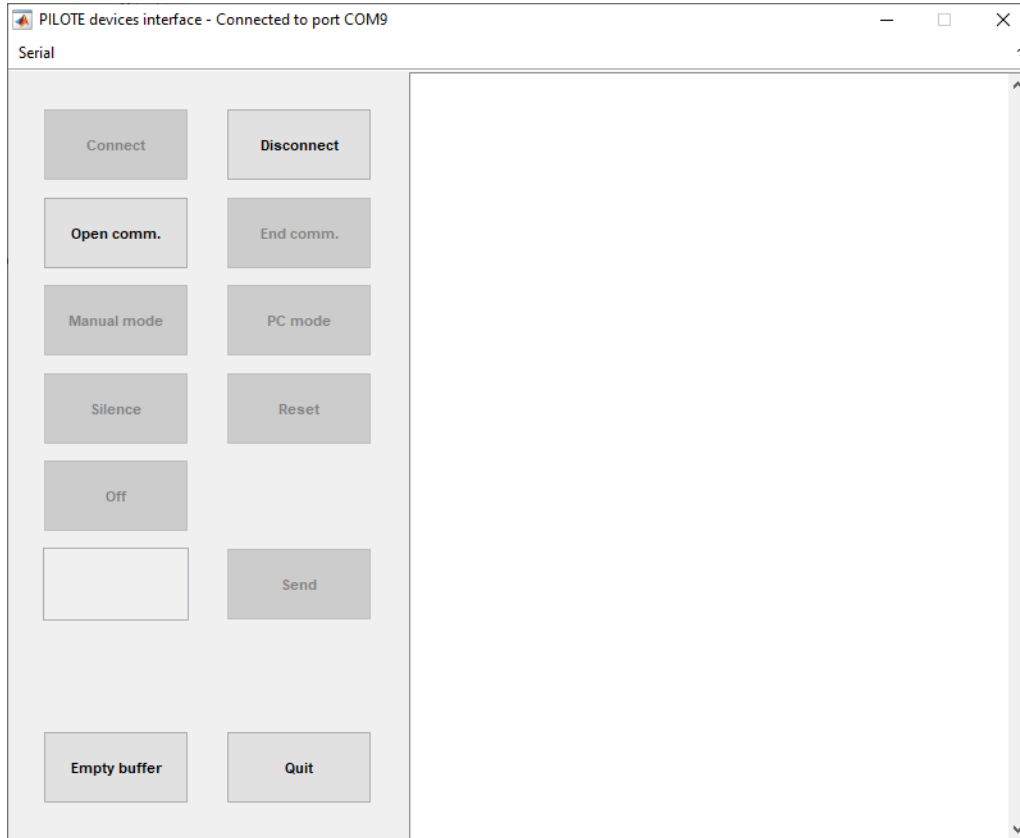 PILOTE devices interface - Connected to port COM9
Serial
Connect
Disconnect
Open comm.
End comm.
Manual mode
PC mode
Silence
Reset
Off
Send
Empty buffer
Quit